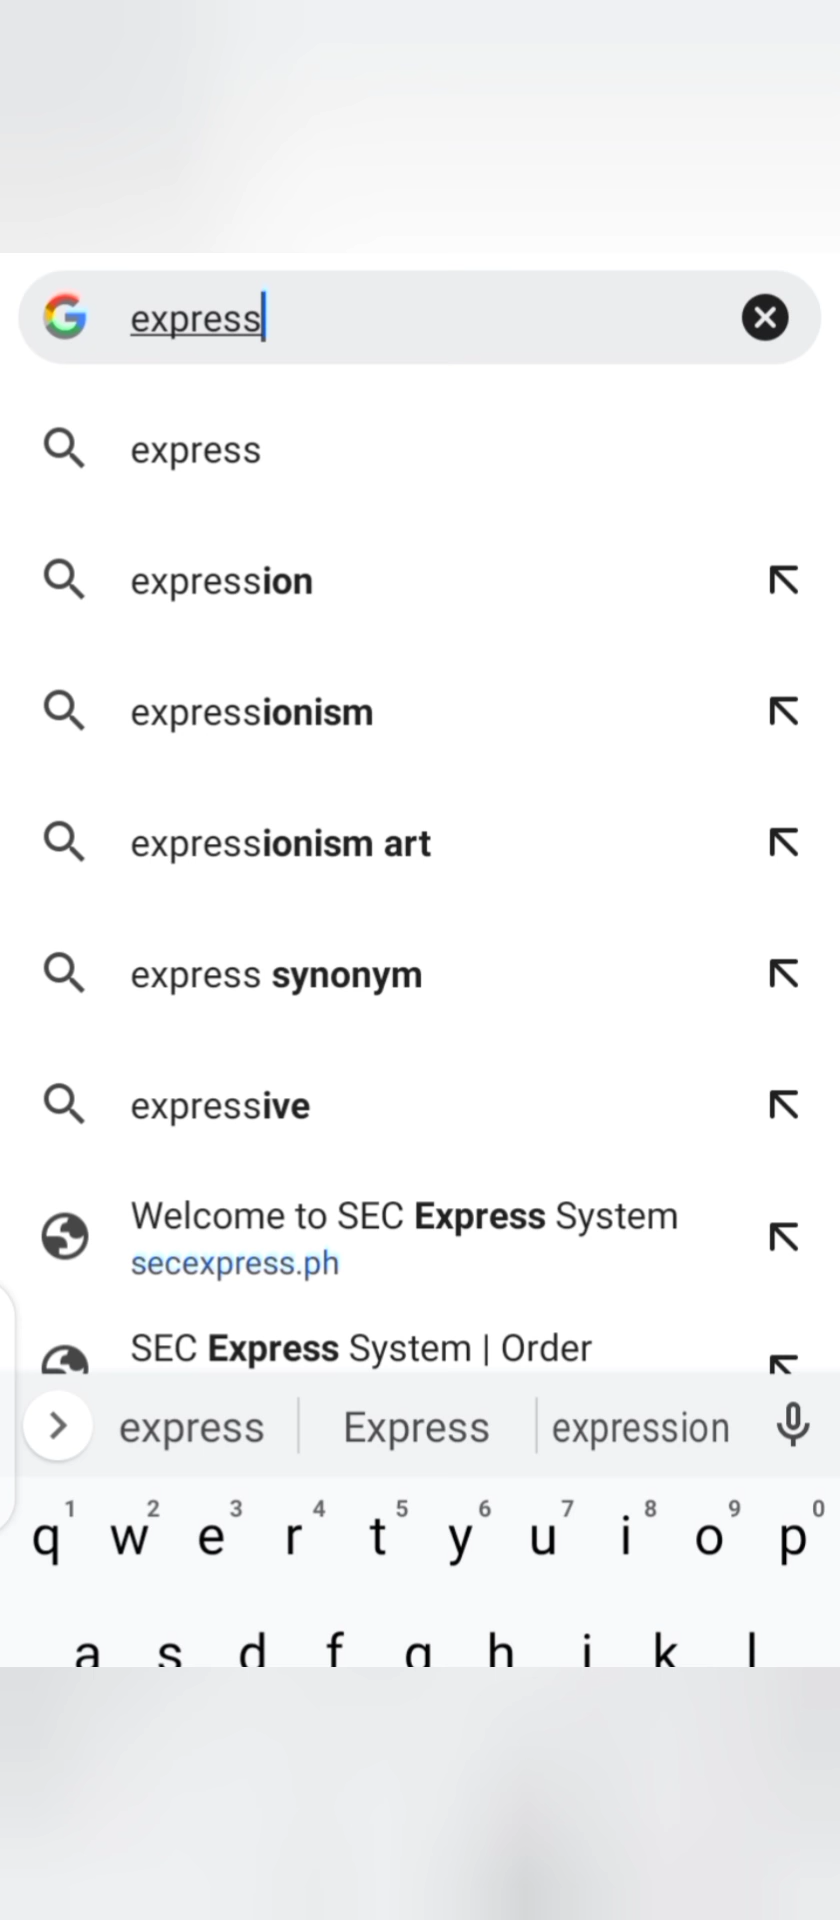 express
express
expression
expressionism
expressionism art
express synonym
expressive
Welcome to SEC Express System
secexpress.ph
SEC Express System | Order
express Express expression
1 2 3 4 5 6 7 8 9 0
q w e r t y u i o p
a s d f g h j k l